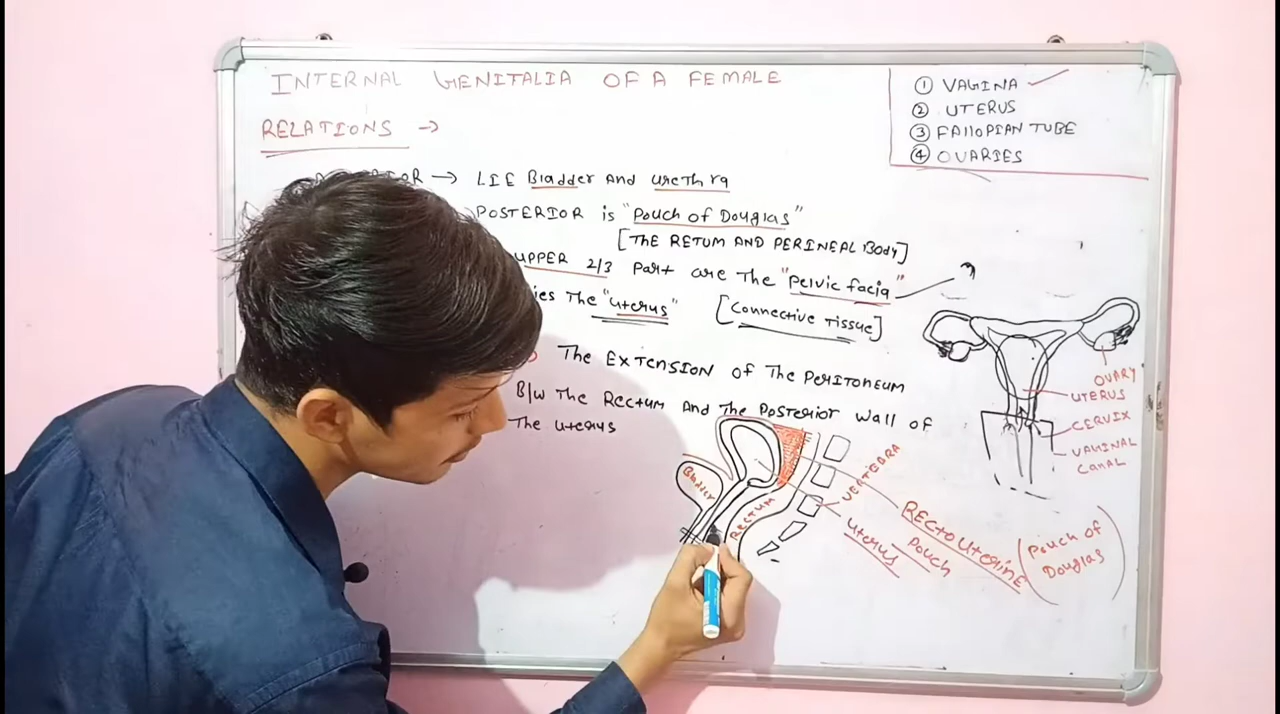 INTERNAL GENITALIA OF A FEMALE
① VAGINA
② UTERUS
③ FAllOPIAN TUBE
④ OVARIES
RELATIONS →
→ LIE Bladder AND UreThra
POSTERIOR is "Pouch of Douglas"
[THE RETUM AND PERINEAL Body]
UPPER 2/3 Part are The "Pelvic facia"
The "Uterus" [Connective Tissue]
The EXTENSION of The PeritoneuM
B/w The RecTum AND The Posterior wall of
The Uterus
Bladder
RECTUM
VERTEBRA
Uterus
RECTOUTERINE
Pouch
(Pouch of
Douglas)
OVARY
UTERUS
CERVIX
VAGINAL
CANAL